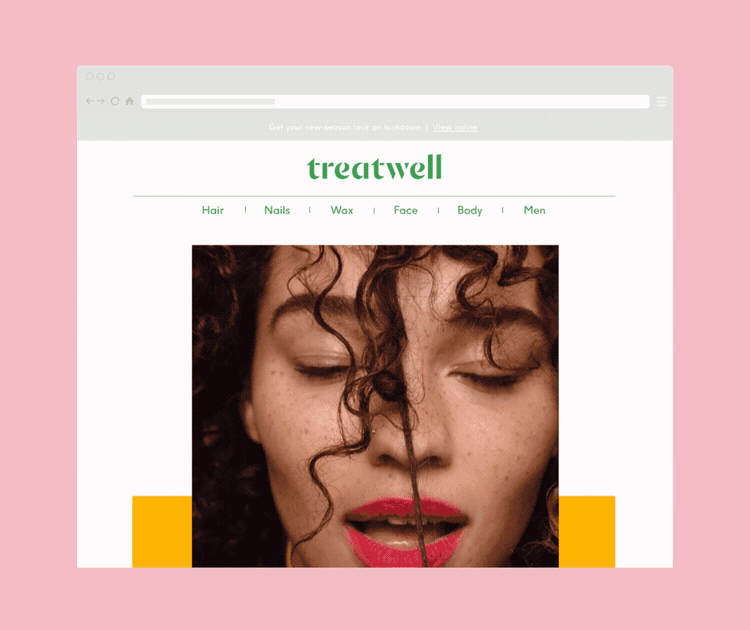 Get your new-season look on lockdown | View online
treatwell
Hair | Nails | Wax | Face | Body | Men